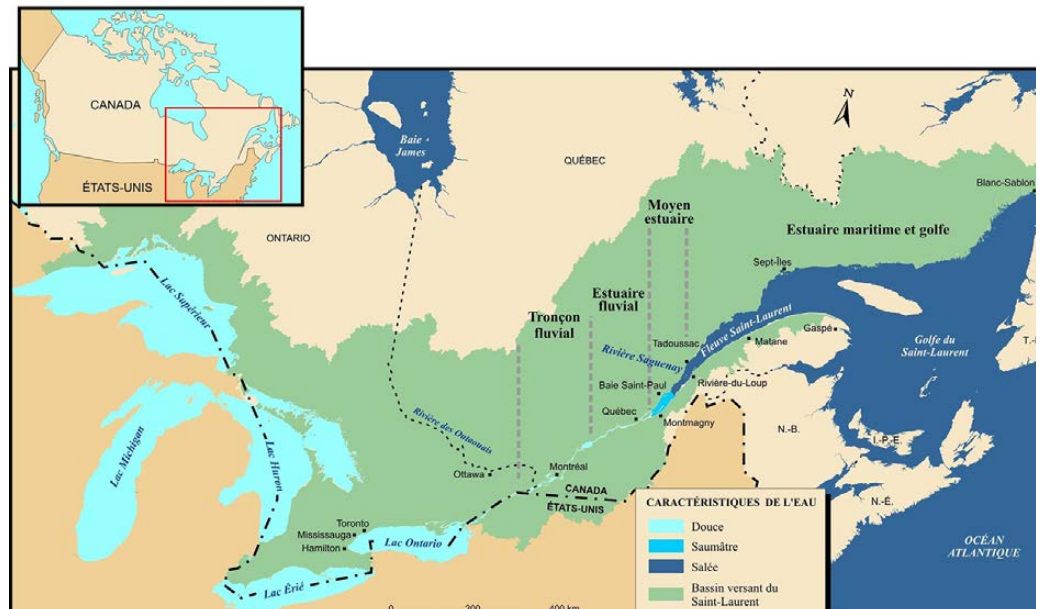 CANADA
ÉTATS-UNIS
Baie
James
QUÉBEC
N
Blanc-Sablon
Moyen
estuaire
Estuaire maritime et golfe
ONTARIO
Sept-Îles
Lac Supérieur
Estuaire
fluvial
Tronçon
fluvial
Fleuve Saint-Laurent
Gaspé
Matane
Golfe du
Saint-Laurent
Tadoussac
Rivière Saguenay
Rivière-du-Loup
Baie Saint-Paul
Québec
Montmagny
Rivière des Outaouais
N.-B.
Î.-P.-É.
Lac Michigan
Lac Huron
Ottawa
Montréal
CANADA
ÉTATS-UNIS
N.-É.
CARACTÉRISTIQUES DE L'EAU
Douce
Saumâtre
Salée
Bassin versant du
Saint-Laurent
Toronto
Mississauga
Hamilton
Lac Ontario
OCÉAN
ATLANTIQUE
Lac Érié
0 200 400 km